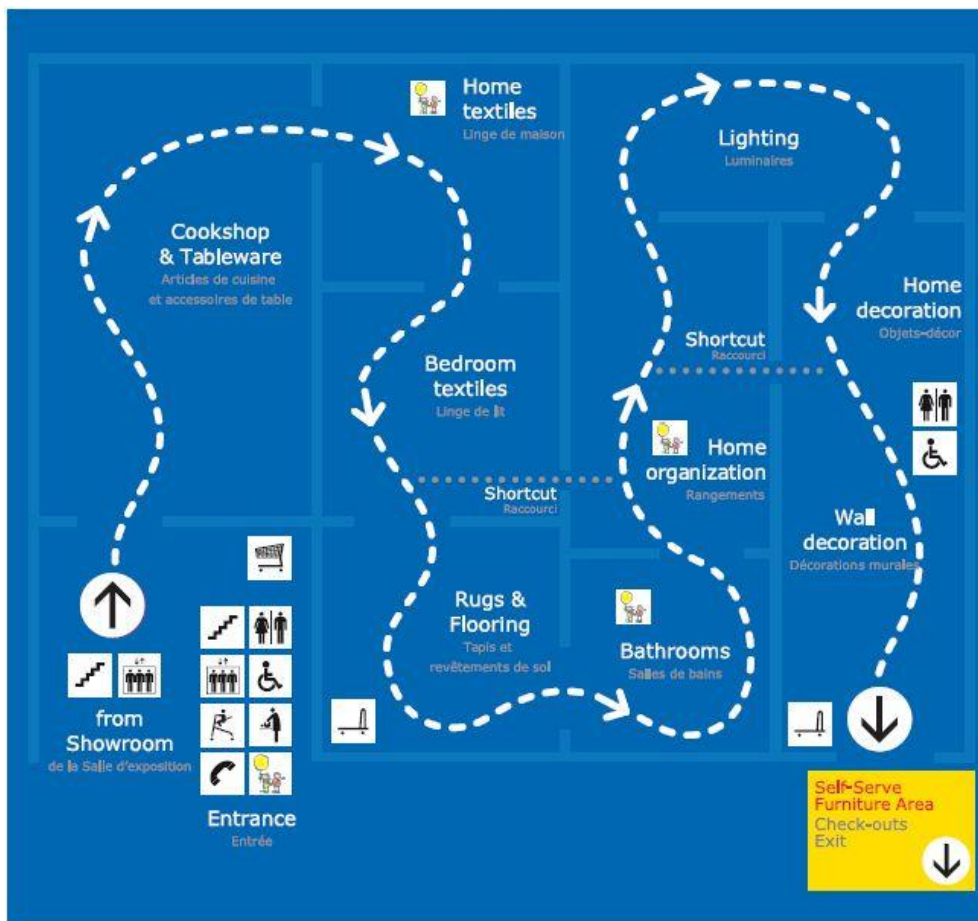 Home
textiles
Linge de maison
Lighting
Luminaires
Cookshop
& Tableware
Articles de cuisine
et accessoires de table
Home
decoration
Objets-décor
Shortcut
Raccourci
Bedroom
textiles
Linge de lit
Home
organization
Rangements
Shortcut
Raccourci
Wall
decoration
Décorations murales
Rugs &
Flooring
Tapis et
revêtements de sol
Bathrooms
Salles de bains
from
Showroom
de la Salle d'exposition
Entrance
Entrée
Self-Serve
Furniture Area
Check-outs
Exit